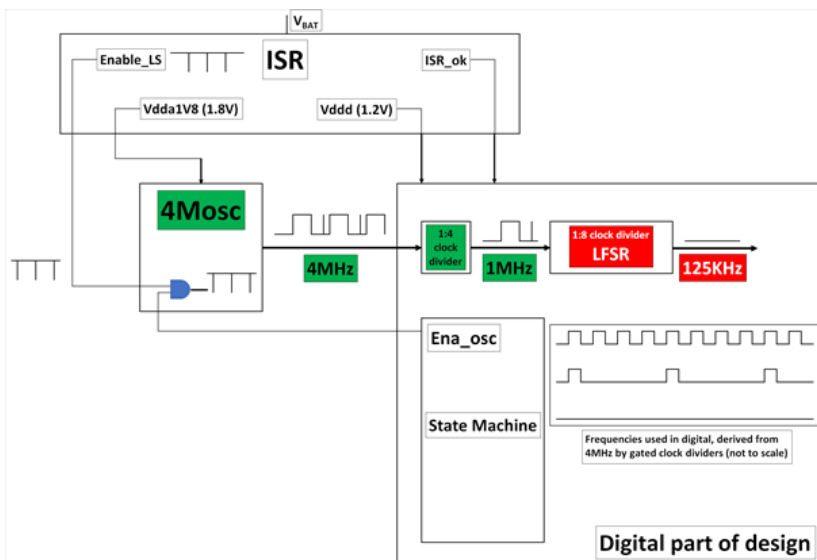 V_BAT
Enable_LS
ISR
ISR_ok
Vdda1V8 (1.8V)
Vddd (1.2V)
4Mosc
4MHz
1:4
clock
divider
1MHz
1:8 clock divider
LFSR
125KHz
Ena_osc
State Machine
Frequencies used in digital, derived from
4MHz by gated clock dividers (not to scale)
Digital part of design